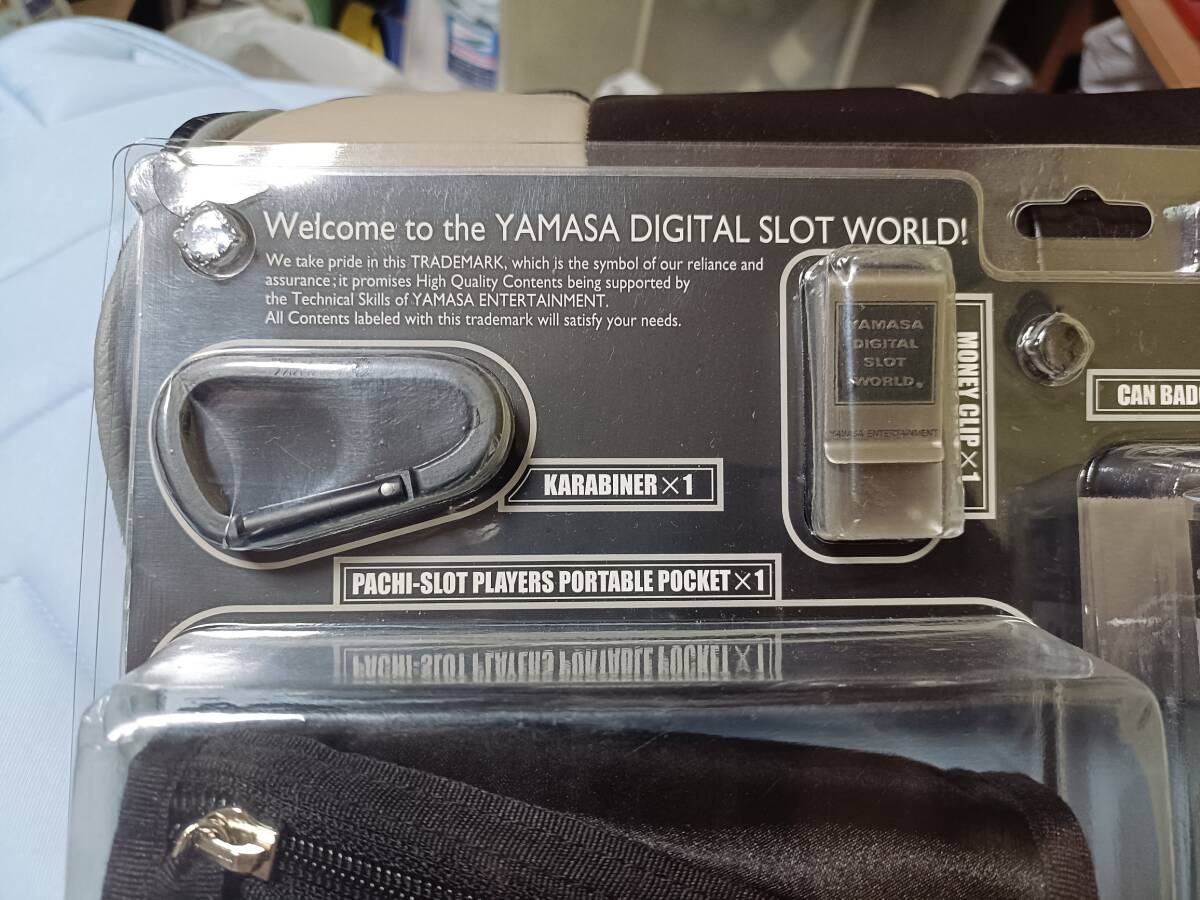 Welcome to the YAMASA DIGITAL SLOT WORLD!
We take pride in this TRADEMARK, which is the symbol of our reliance and
assurance; it promises High Quality Contents being supported by
the Technical Skills of YAMASA ENTERTAINMENT.
All Contents labeled with this trademark will satisfy your needs.
YAMASA
DIGITAL
SLOT
WORLD.
YAMASA ENTERTAINMENT
MONEY CLIP×1
CAN BAD
KARABINER×1
PACHI-SLOT PLAYERS PORTABLE POCKET×1